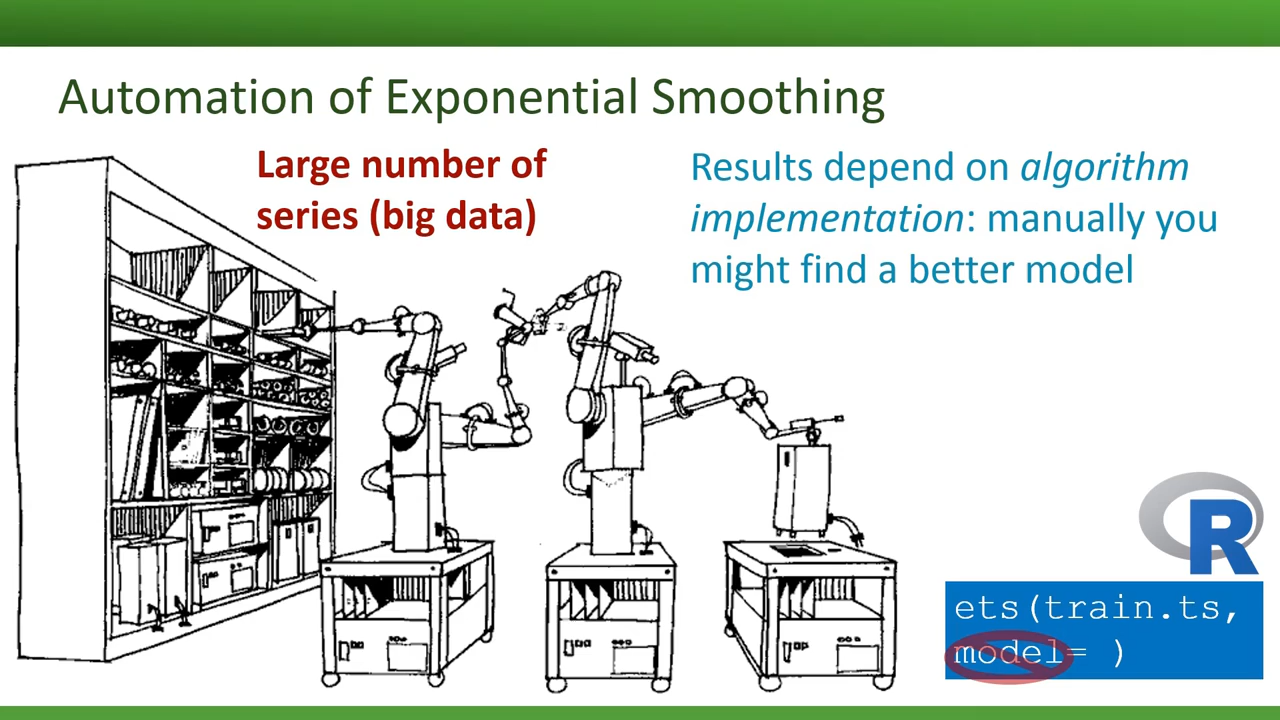 Automation of Exponential Smoothing
Large number of
series (big data)
Results depend on algorithm
implementation: manually you
might find a better model
R
ets(train.ts,
model= )